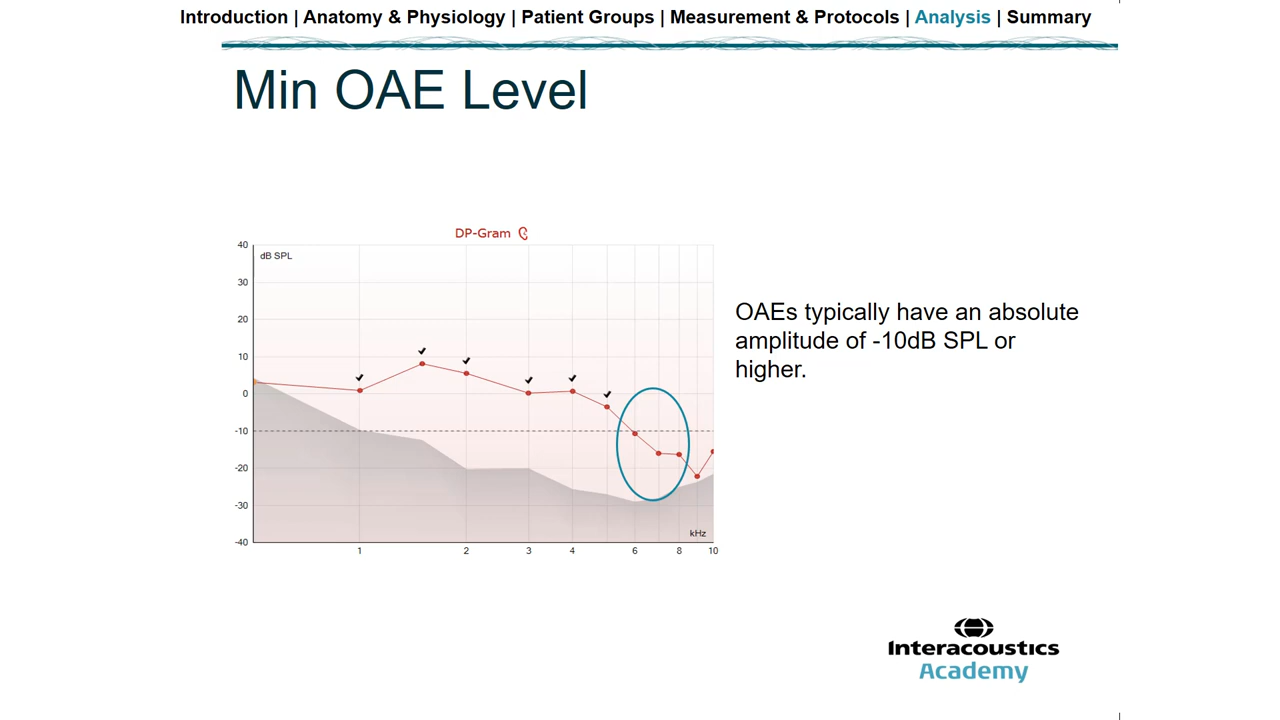 Introduction | Anatomy & Physiology | Patient Groups | Measurement & Protocols | Analysis | Summary
Min OAE Level
DP-Gram
40
dB SPL
30
20
10
0
-10
-20
-30
-40
kHz
1 2 3 4 6 8 10
OAEs typically have an absolute
amplitude of -10dB SPL or
higher.
Interacoustics
Academy